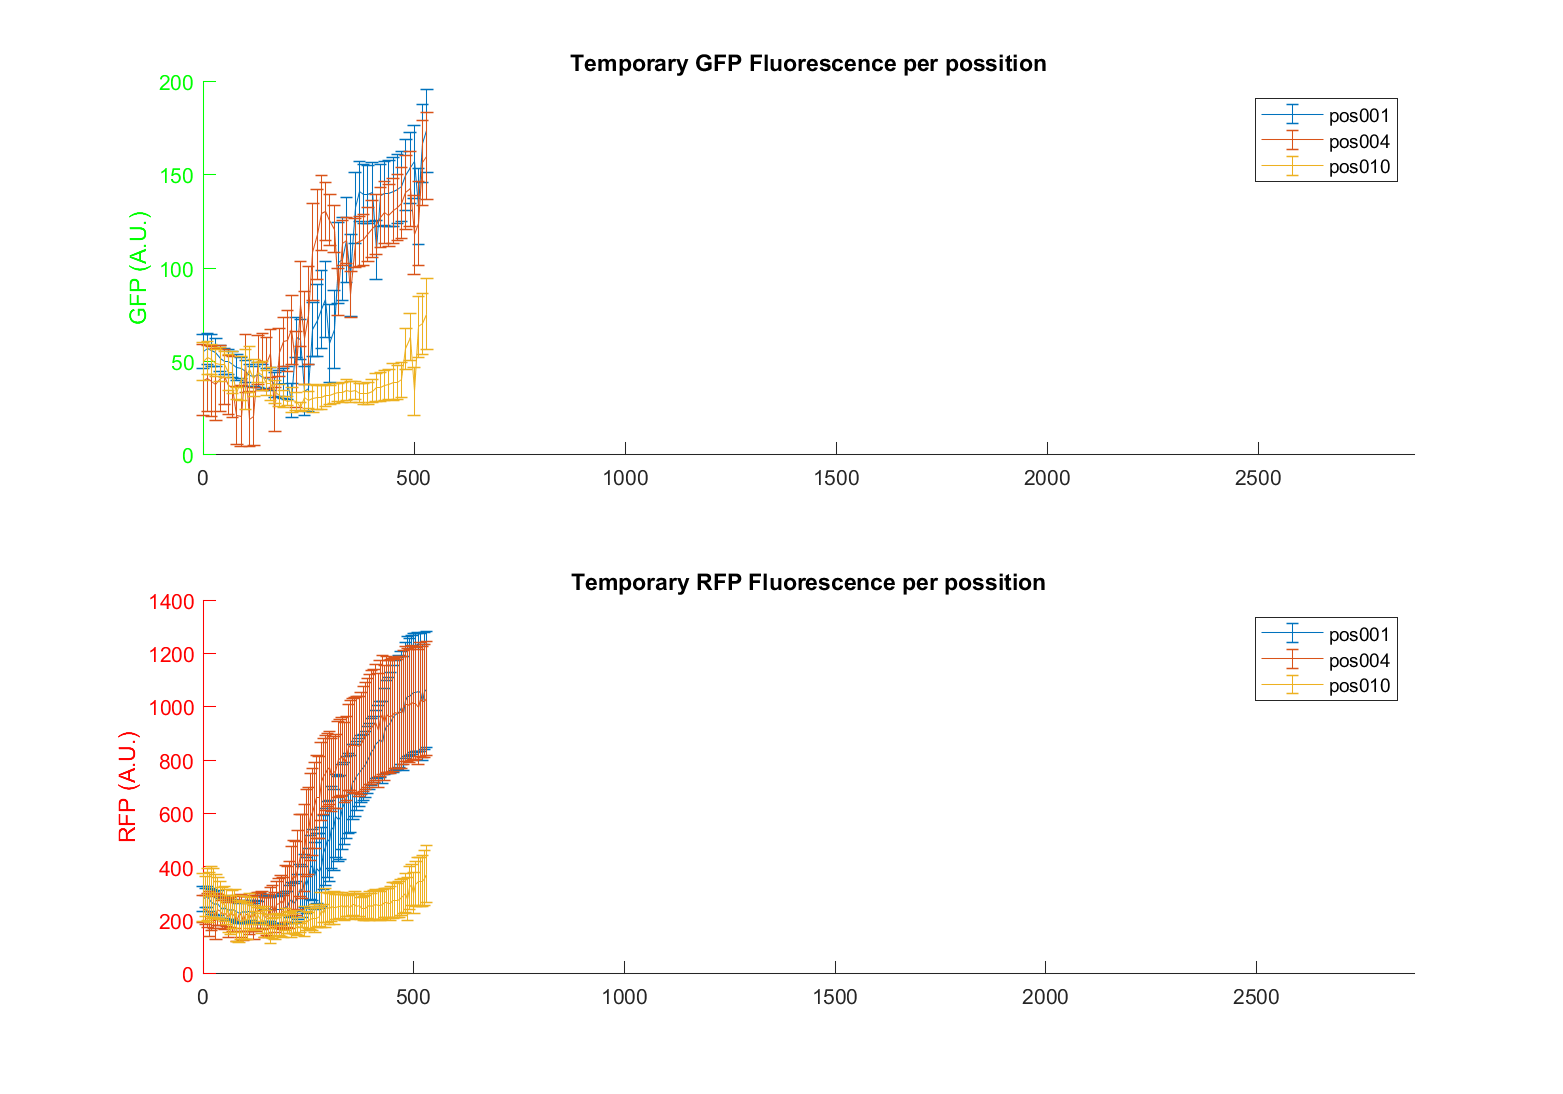 Temporary GFP Fluorescence per possition
GFP (A.U.)
200
150
100
50
0
0 500 1000 1500 2000 2500
pos001
pos004
pos010
Temporary RFP Fluorescence per possition
RFP (A.U.)
1400
1200
1000
800
600
400
200
0
0 500 1000 1500 2000 2500
pos001
pos004
pos010